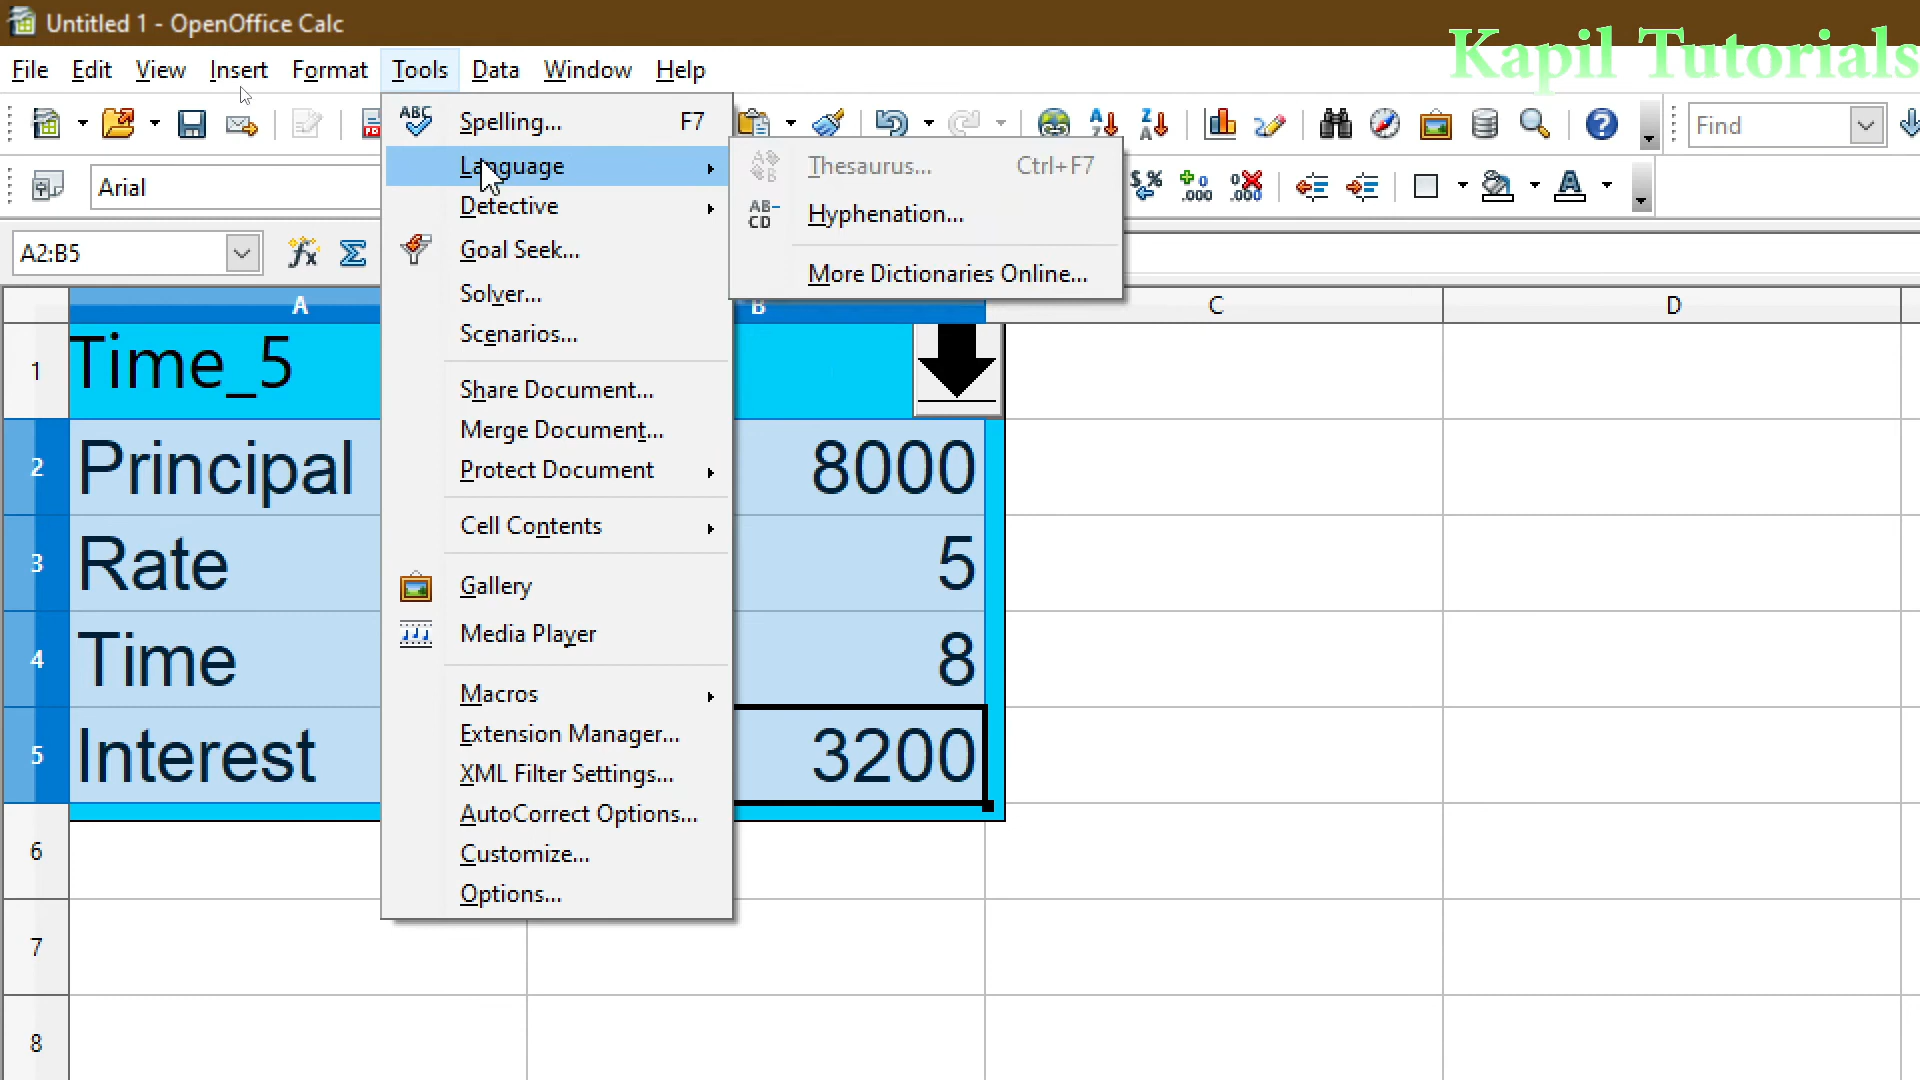 Untitled 1 - OpenOffice Calc
Kapil Tutorials
File Edit View Insert Format Tools Data Window Help
Find
Arial
A2:B5
Spelling... F7
Language
Detective
Goal Seek...
Solver...
Scenarios...
Share Document...
Merge Document...
Protect Document
Cell Contents
Gallery
Media Player
Macros
Extension Manager...
XML Filter Settings...
AutoCorrect Options...
Customize...
Options...
Thesaurus... Ctrl+F7
Hyphenation...
More Dictionaries Online...
A B C D
1 Time_5
2 Principal 8000
3 Rate 5
4 Time 8
5 Interest 3200
6
7
8